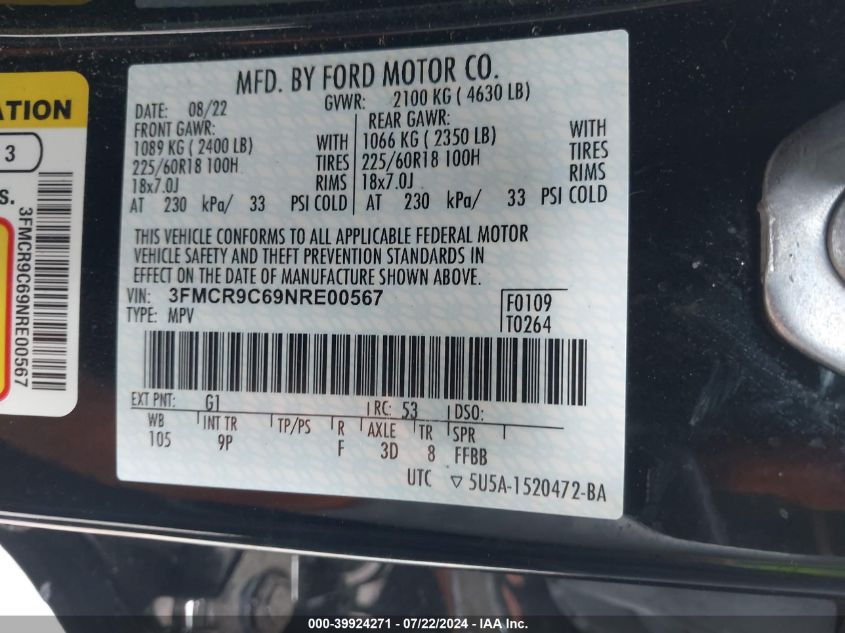 ATION
3
S.
3FMCR9C69NRE00567
MFD. BY FORD MOTOR CO.
DATE: 08/22 GVWR: 2100 KG ( 4630 LB)
FRONT GAWR: REAR GAWR:
1089 KG ( 2400 LB) WITH 1066 KG ( 2350 LB) WITH
225/60R18 100H TIRES 225/60R18 100H TIRES
18x7.0J RIMS 18x7.0J RIMS
AT 230 kPa/ 33 PSI COLD AT 230 kPa/ 33 PSI COLD
THIS VEHICLE CONFORMS TO ALL APPLICABLE FEDERAL MOTOR
VEHICLE SAFETY AND THEFT PREVENTION STANDARDS IN
EFFECT ON THE DATE OF MANUFACTURE SHOWN ABOVE.
VIN: 3FMCR9C69NRE00567 F0109
TYPE: MPV T0264
EXT PNT: G1 RC: 53 DSO:
WB INT TR TP/PS R AXLE TR SPR
105 9P F 3D 8 FFBB
UTC ▽ 5U5A-1520472-BA
000-39924271 - 07/22/2024 - U.S. - IAA, Inc.